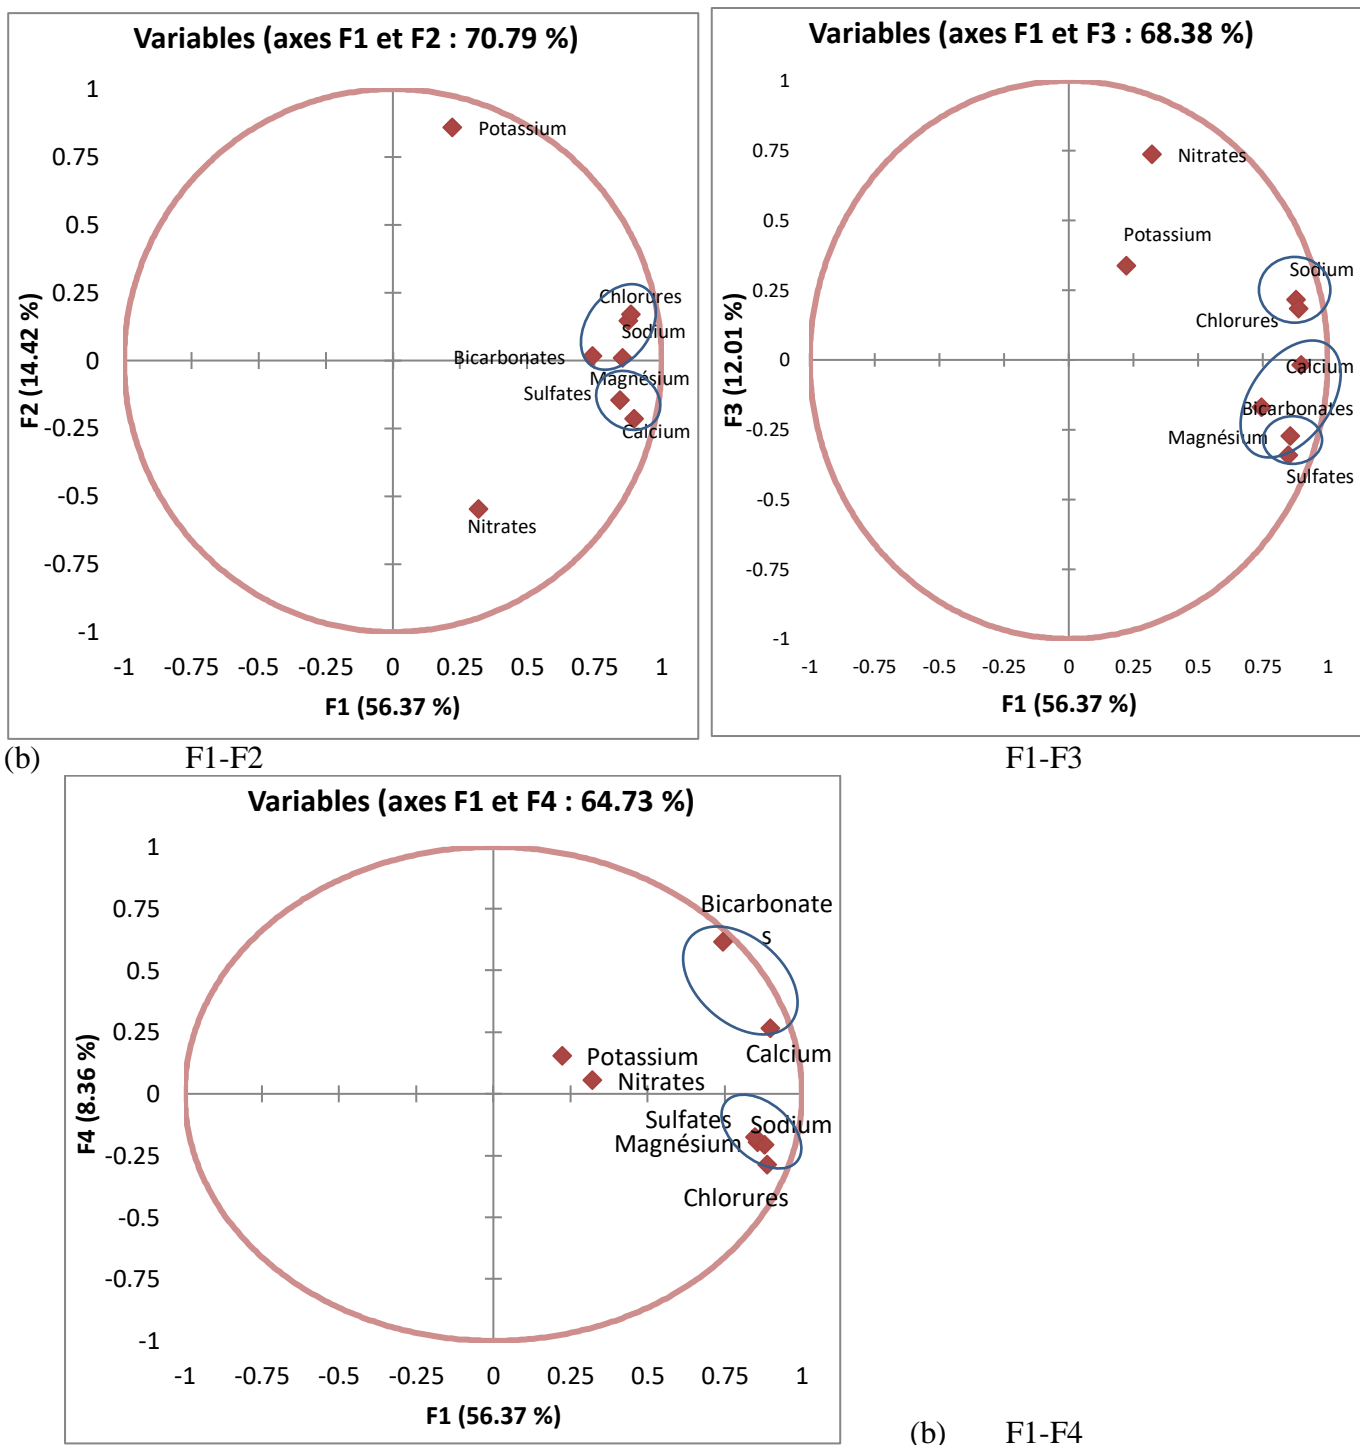 Variables (axes F1 et F2 : 70.79 %)
1
0.75
0.5
0.25
0
-0.25
-0.5
-0.75
-1
F2 (14.42 %)
Potassium
Chlorures
Sodium
Bicarbonates
Magnésium
Sulfates
Calcium
Nitrates
-1 -0.75 -0.5 -0.25 0 0.25 0.5 0.75 1
F1 (56.37 %)
Variables (axes F1 et F3 : 68.38 %)
1
0.75
0.5
0.25
0
-0.25
-0.5
-0.75
-1
F3 (12.01 %)
Nitrates
Potassium
Sodium
Chlorures
Calcium
Bicarbonates
Magnésium
Sulfates
-1 -0.75 -0.5 -0.25 0 0.25 0.5 0.75 1
F1 (56.37 %)
(b) F1-F2 F1-F3
Variables (axes F1 et F4 : 64.73 %)
1
0.75
0.5
0.25
0
-0.25
-0.5
-0.75
-1
F4 (8.36 %)
Bicarbonate
s
Calcium
Potassium
Nitrates
Sulfates
Sodium
Magnésium
Chlorures
-1 -0.75 -0.5 -0.25 0 0.25 0.5 0.75 1
F1 (56.37 %)
(b) F1-F4